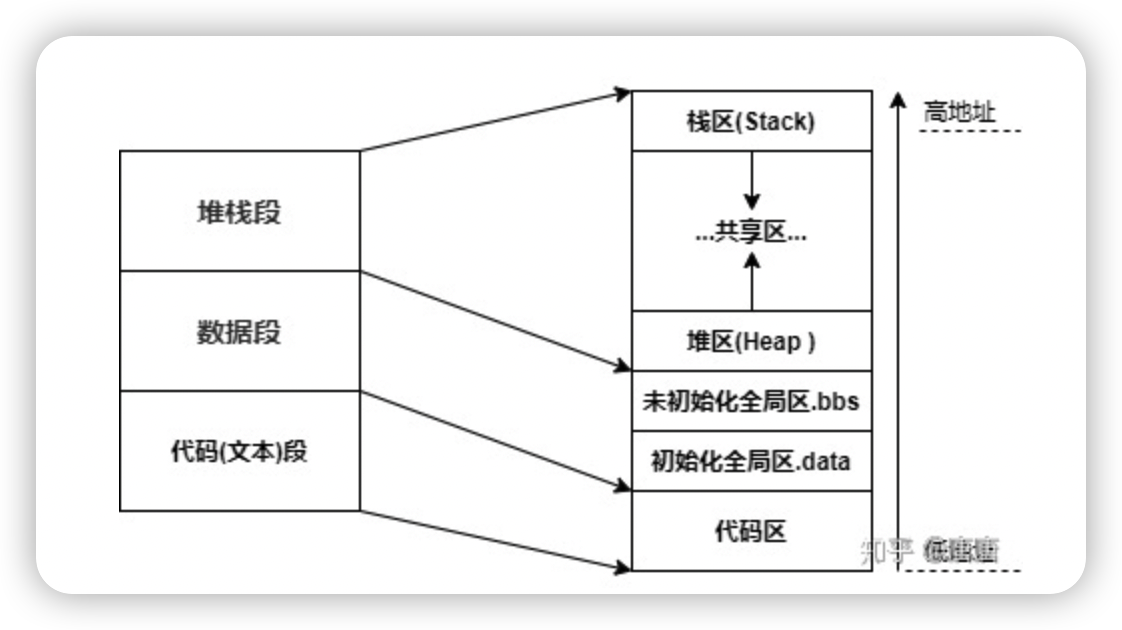 堆栈段
数据段
代码(文本)段
栈区(Stack)
...共享区...
堆区(Heap )
未初始化全局区.bbs
初始化全局区.data
代码区
高地址
知乎